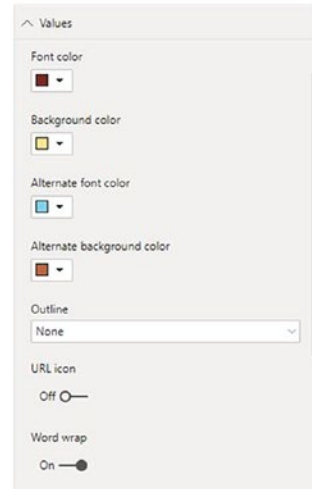 Values
Font color
Background color
Alternate font color
Alternate background color
Outline
None
URL icon
Off
Word wrap
On